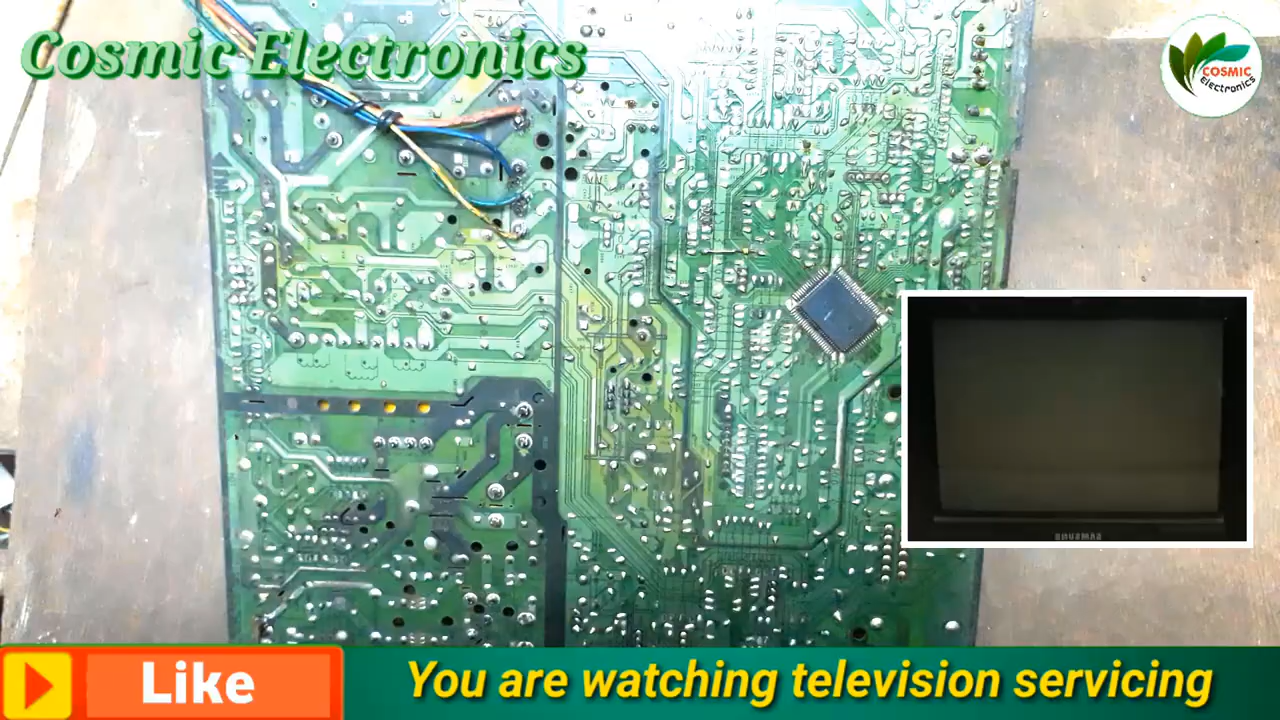 Cosmic Electronics
COSMIC
Electronics
Like
You are watching television servicing